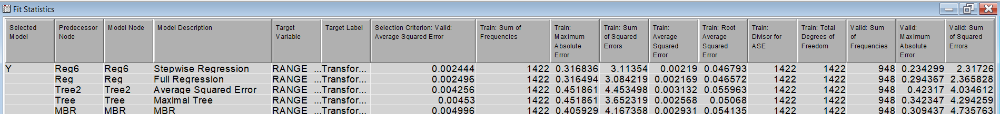 Fit Statistics
Selected Model	Predecessor Node	Model Node	Model Description	Target Variable	Target Label	Selection Criterion: Valid: Average Squared Error	Train: Sum of Frequencies	Train: Maximum Absolute Error	Train: Sum of Squared Errors	Train: Average Squared Error	Train: Root Average Squared Error	Train: Divisor for ASE	Train: Total Degrees of Freedom	Valid: Sum of Frequencies	Valid: Maximum Absolute Error	Valid: Sum of Squared Errors
Y	Reg6	Reg6	Stepwise Regression	RANGE ...	Transfor...	0.002444	1422	0.316836	3.11354	0.00219	0.046793	1422	1422	948	0.234299	2.31726
Reg	Reg	Full Regression	RANGE ...	Transfor...	0.002496	1422	0.316494	3.084219	0.002169	0.046572	1422	1422	948	0.294367	2.365828
Tree2	Tree2	Average Squared Error	RANGE ...	Transfor...	0.004256	1422	0.451861	4.453498	0.003132	0.055963	1422	1422	948	0.42317	4.034612
Tree	Tree	Maximal Tree	RANGE ...	Transfor...	0.00453	1422	0.451861	3.652319	0.002568	0.05068	1422	1422	948	0.342347	4.294259
MBR	MBR	MBR	RANGE ...	Transfor...	0.004996	1422	0.405929	4.167358	0.002931	0.054135	1422	1422	948	0.309437	4.735763